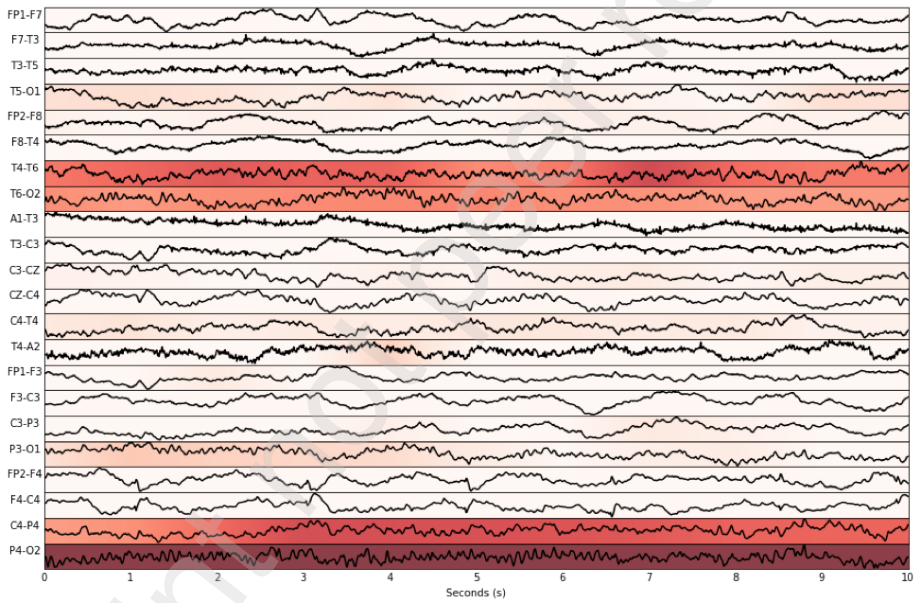 FP1-F7
F7-T3
T3-T5
T5-O1
FP2-F8
F8-T4
T4-T6
T6-O2
A1-T3
T3-C3
C3-CZ
CZ-C4
C4-T4
T4-A2
FP1-F3
F3-C3
C3-P3
P3-O1
FP2-F4
F4-C4
C4-P4
P4-O2
0 1 2 3 4 5 6 7 8 9 10
Seconds (s)
not peer